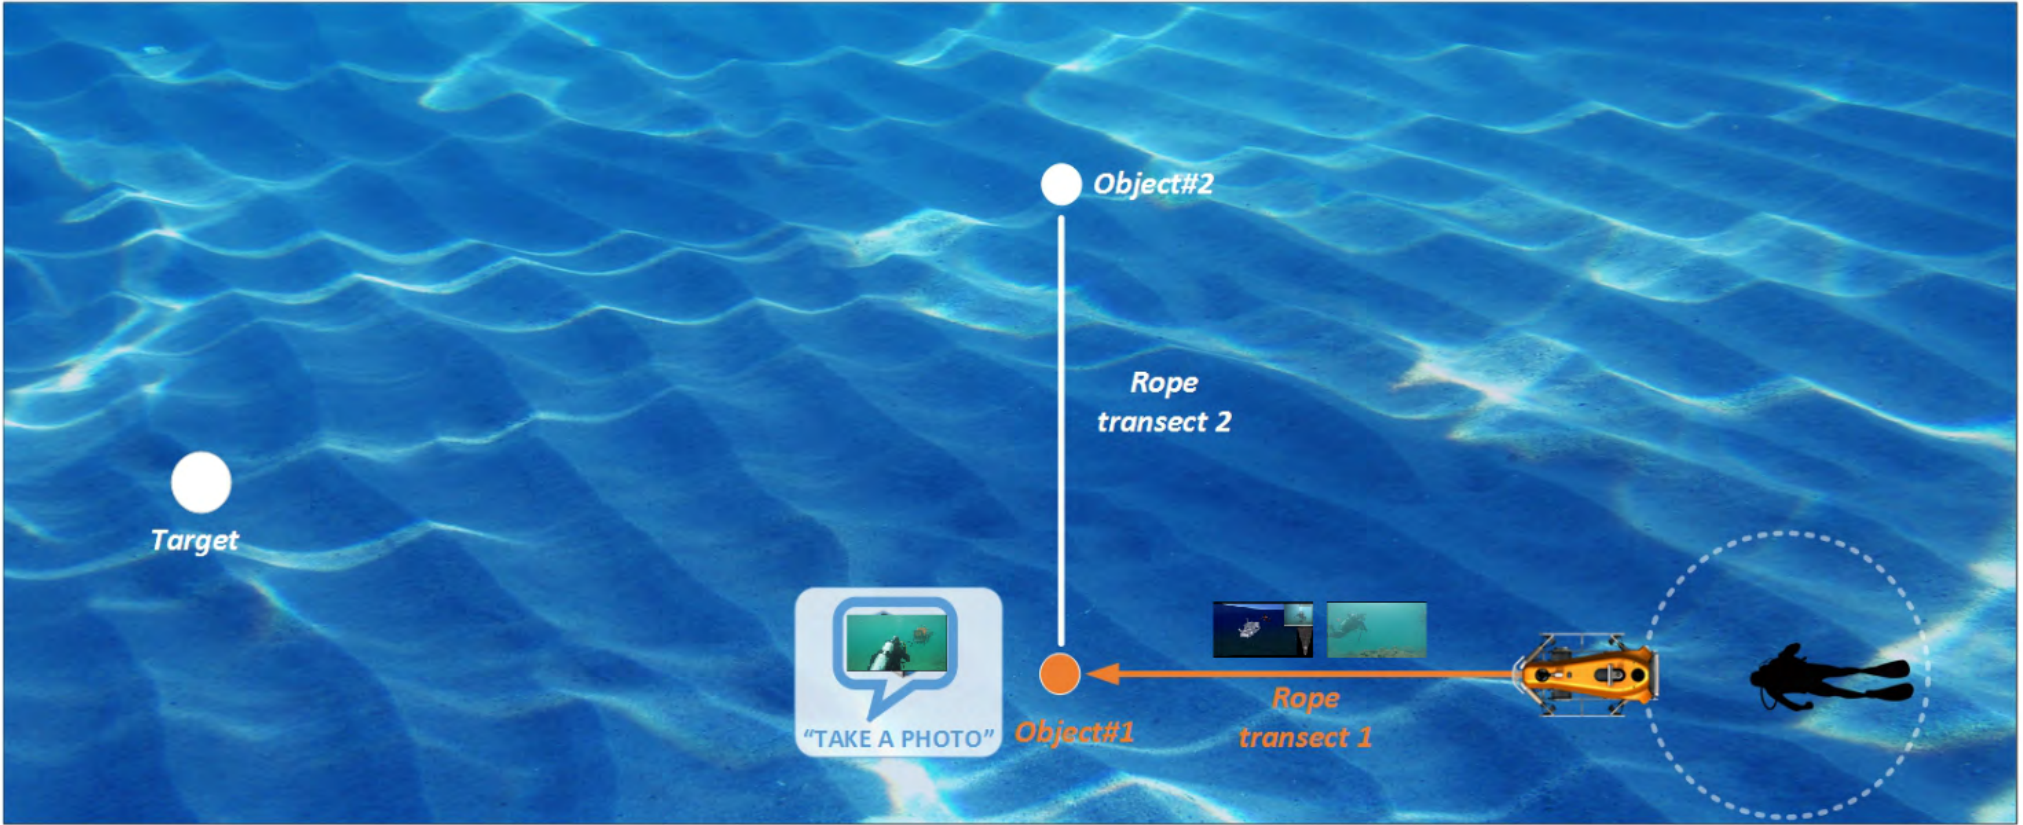 Object#2
Rope
transect 2
Target
"TAKE A PHOTO"
Object#1
Rope
transect 1